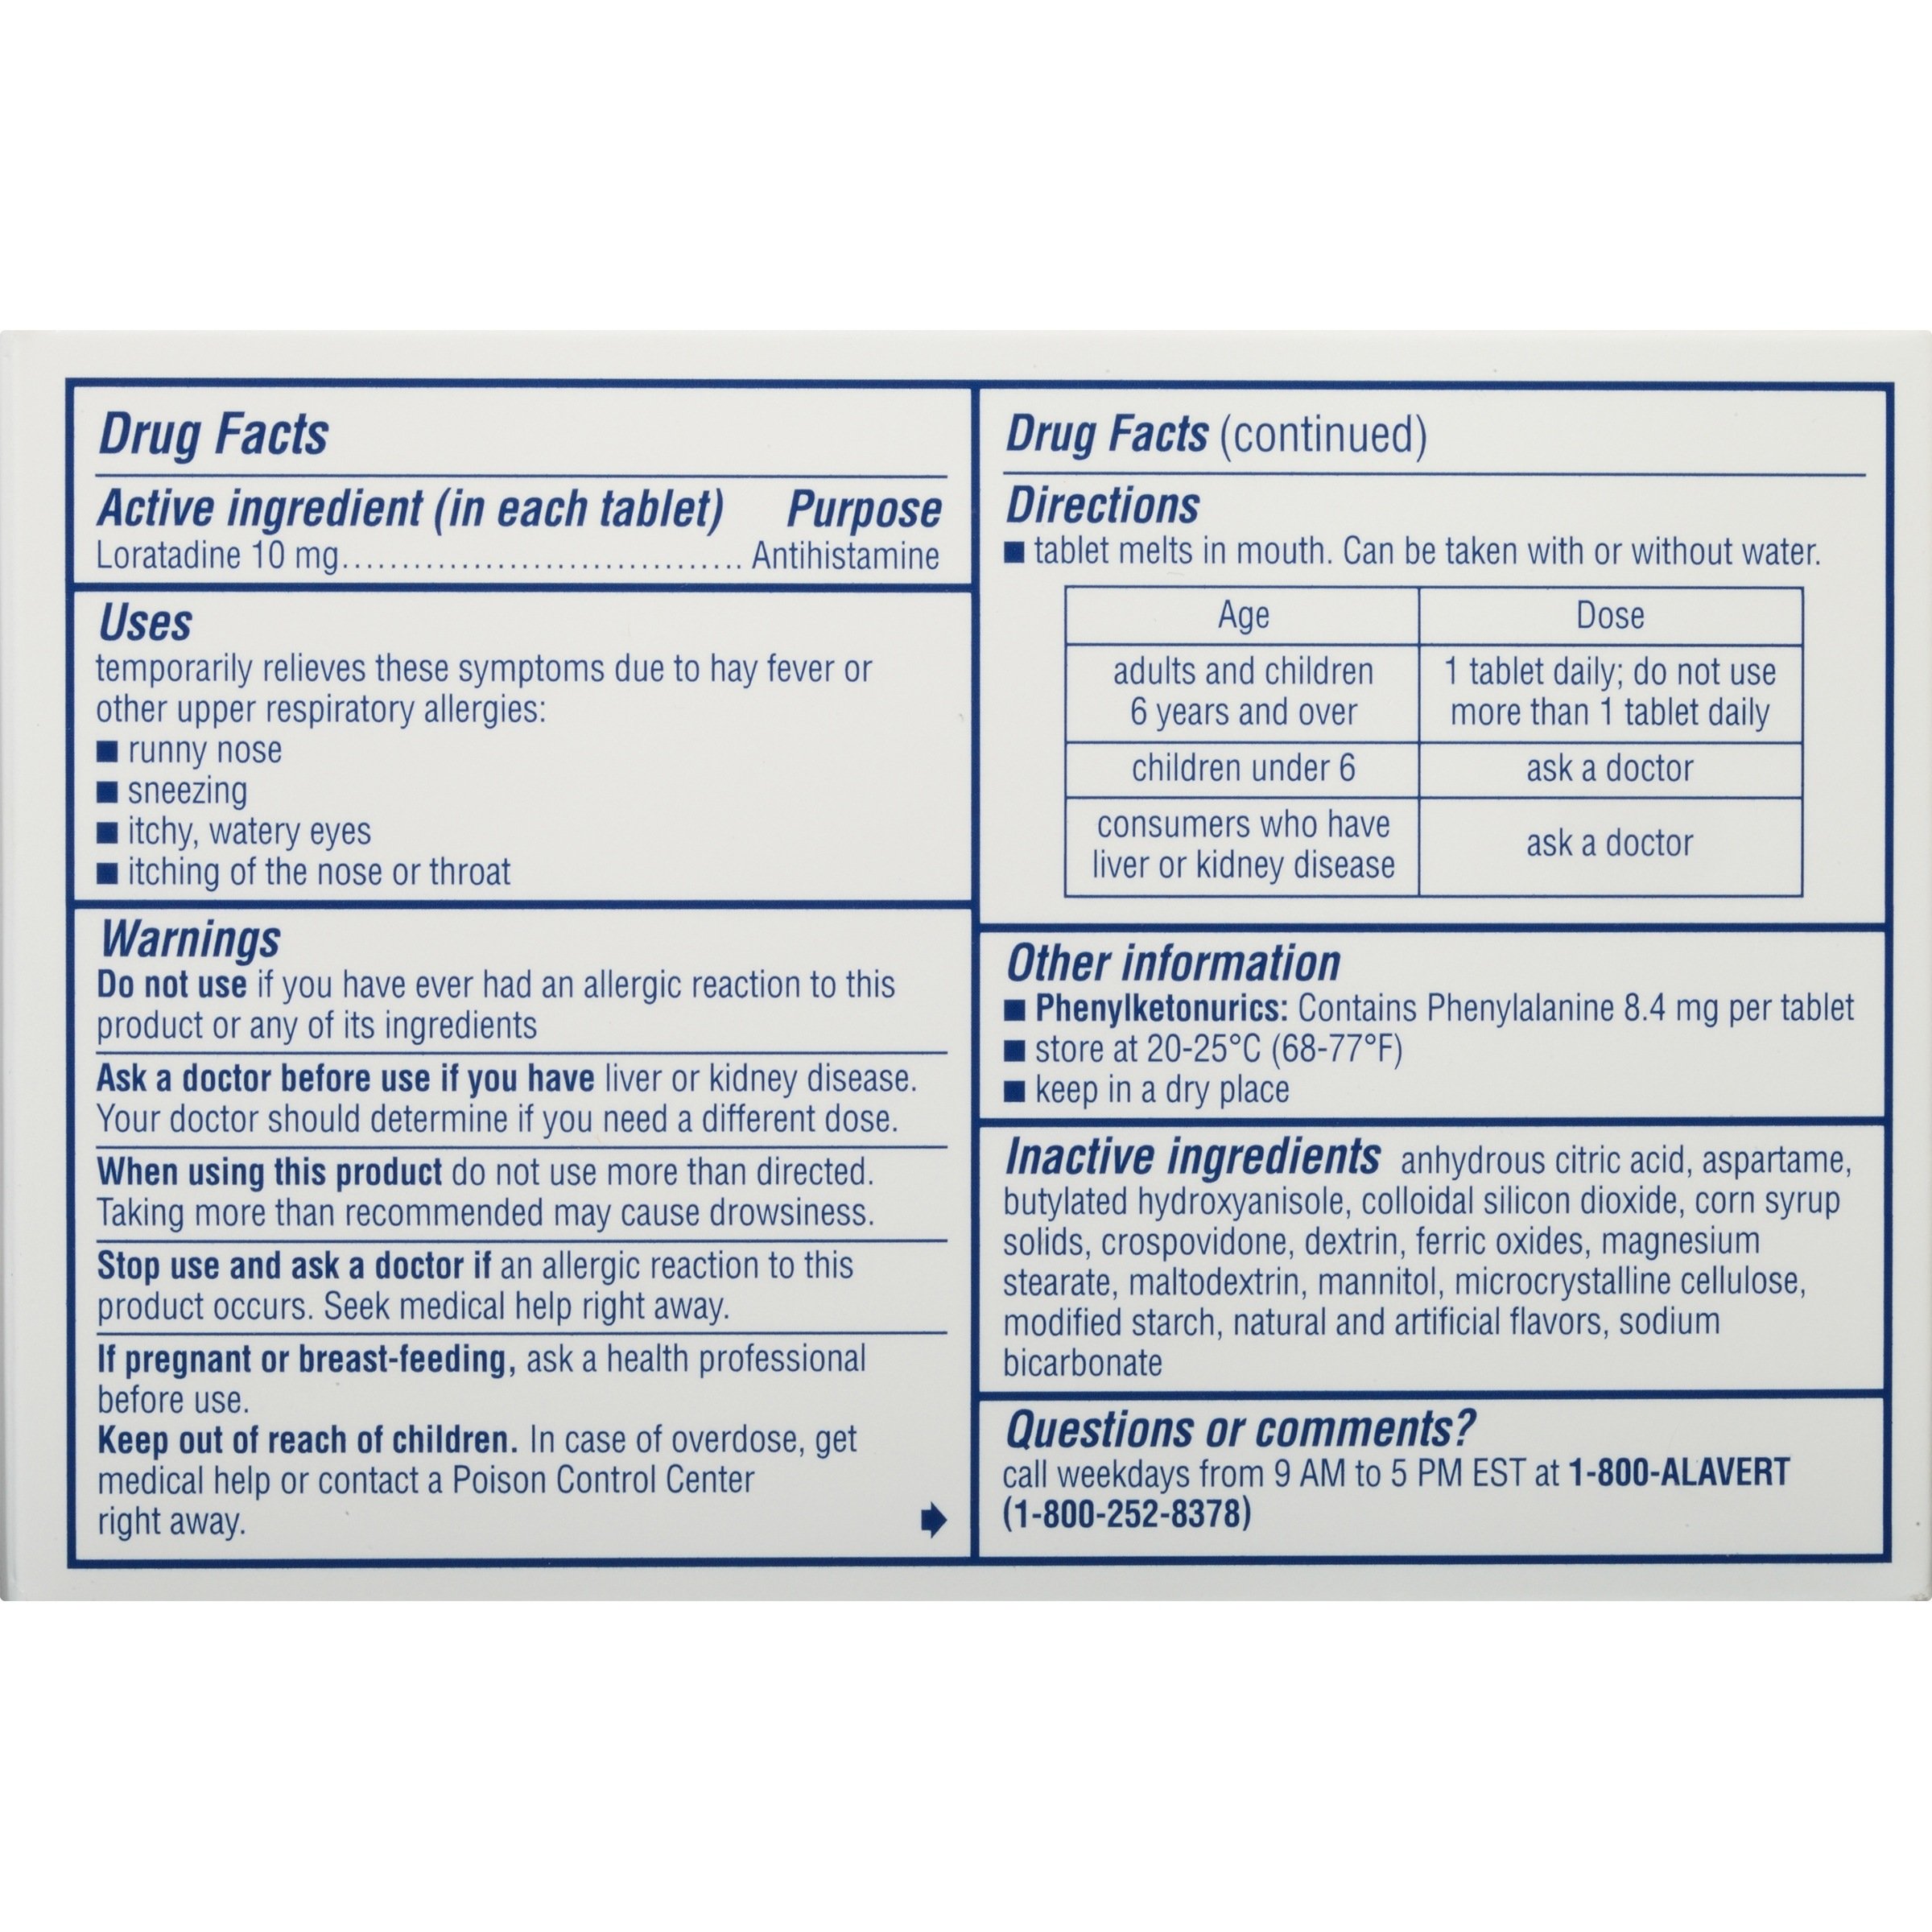 Drug Facts
Active ingredient (in each tablet) Purpose
Loratadine 10 mg.................................. Antihistamine
Uses
temporarily relieves these symptoms due to hay fever or
other upper respiratory allergies:
■ runny nose
■ sneezing
■ itchy, watery eyes
■ itching of the nose or throat
Warnings
Do not use if you have ever had an allergic reaction to this
product or any of its ingredients
Ask a doctor before use if you have liver or kidney disease.
Your doctor should determine if you need a different dose.
When using this product do not use more than directed.
Taking more than recommended may cause drowsiness.
Stop use and ask a doctor if an allergic reaction to this
product occurs. Seek medical help right away.
If pregnant or breast-feeding, ask a health professional
before use.
Keep out of reach of children. In case of overdose, get
medical help or contact a Poison Control Center
right away.
Drug Facts (continued)
Directions
■ tablet melts in mouth. Can be taken with or without water.
Age Dose
adults and children 1 tablet daily; do not use
6 years and over more than 1 tablet daily
children under 6 ask a doctor
consumers who have
liver or kidney disease ask a doctor
Other information
■ Phenylketonurics: Contains Phenylalanine 8.4 mg per tablet
■ store at 20-25°C (68-77°F)
■ keep in a dry place
Inactive ingredients anhydrous citric acid, aspartame,
butylated hydroxyanisole, colloidal silicon dioxide, corn syrup
solids, crospovidone, dextrin, ferric oxides, magnesium
stearate, maltodextrin, mannitol, microcrystalline cellulose,
modified starch, natural and artificial flavors, sodium
bicarbonate
Questions or comments?
call weekdays from 9 AM to 5 PM EST at 1-800-ALAVERT
(1-800-252-8378)